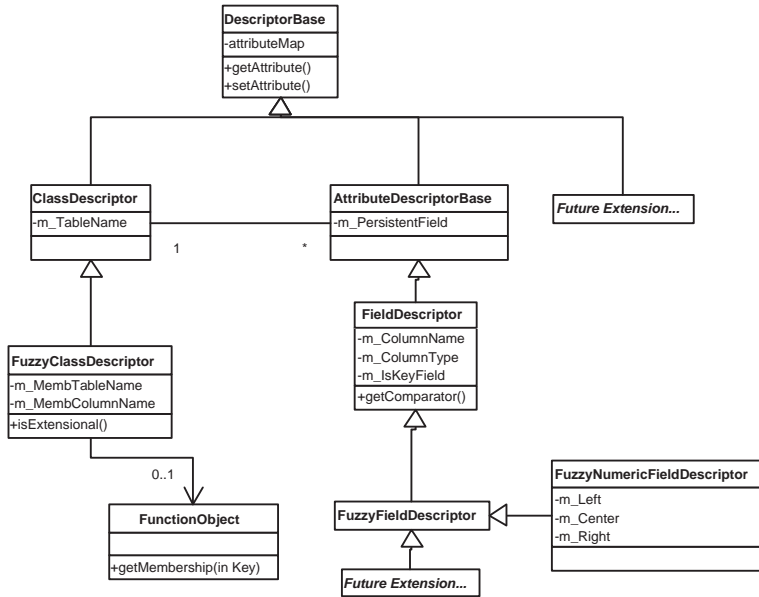 DescriptorBase
-attributeMap
+getAttribute()
+setAttribute()
ClassDescriptor
-m_TableName
AttributeDescriptorBase
-m_PersistentField
Future Extension...
1
*
FieldDescriptor
-m_ColumnName
-m_ColumnType
-m_IsKeyField
+getComparator()
FuzzyClassDescriptor
-m_MembTableName
-m_MembColumnName
+isExtensional()
0..1
FunctionObject
+getMembership(in Key)
FuzzyFieldDescriptor
FuzzyNumericFieldDescriptor
-m_Left
-m_Center
-m_Right
Future Extension...